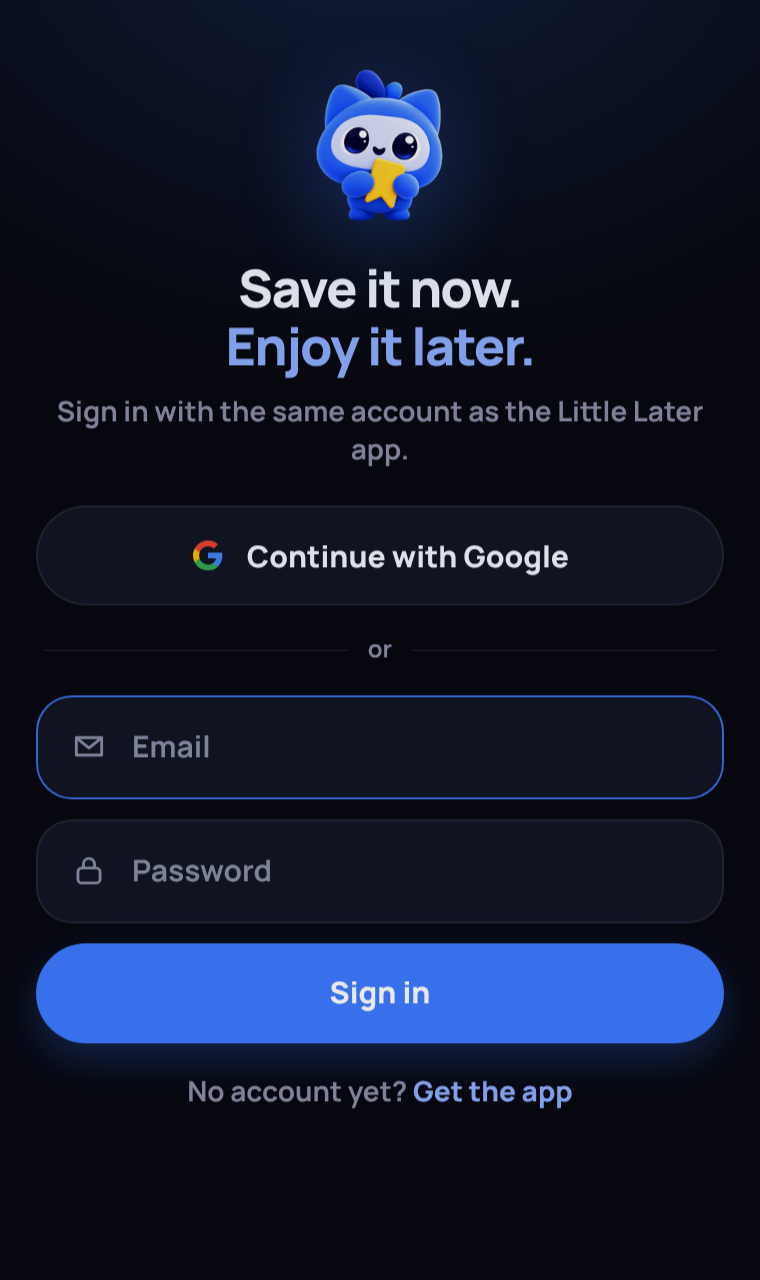 Save it now.
Enjoy it later.
Sign in with the same account as the Little Later
app.
Continue with Google
or
Email
Password
Sign in
No account yet? Get the app